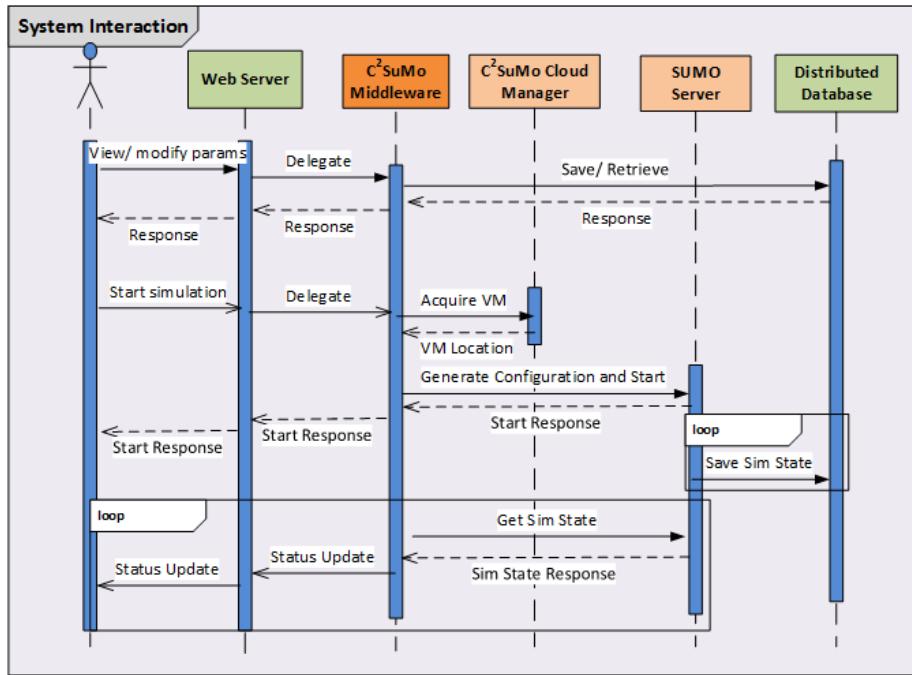 System Interaction
Web Server
C²SuMo
Middleware
C²SuMo Cloud
Manager
SUMO
Server
Distributed
Database
View/ modify params
Delegate
Save/ Retrieve
Response
Response
Response
Start simulation
Delegate
Acquire VM
VM Location
Generate Configuration and Start
Start Response
Start Response
Start Response
loop
Save Sim State
loop
Get Sim State
Sim State Response
Status Update
Status Update